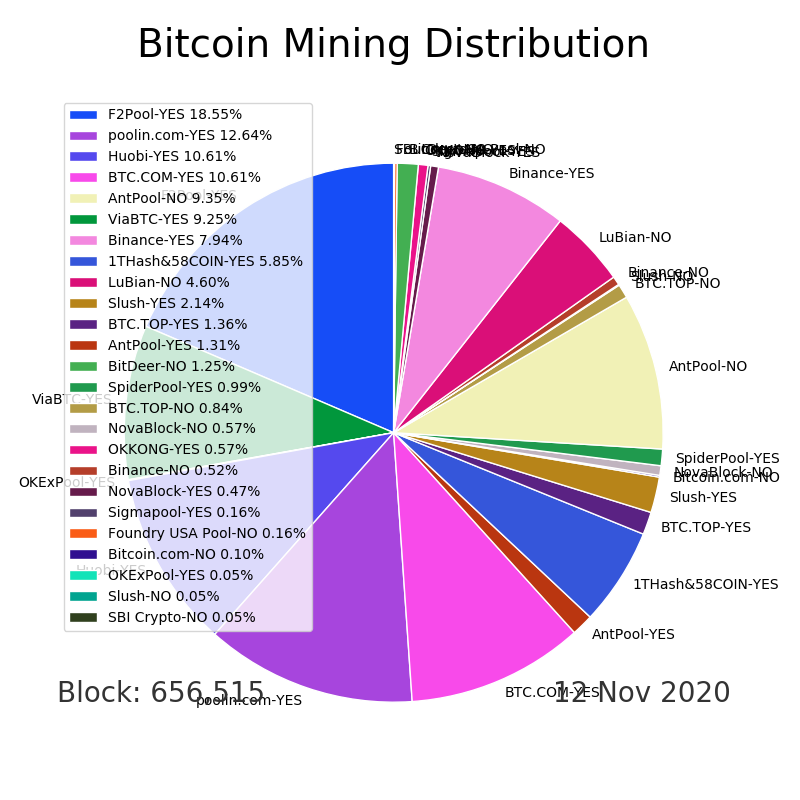 Bitcoin Mining Distribution
F2Pool-YES 18.55%
poolin.com-YES 12.64%
Huobi-YES 10.61%
BTC.COM-YES 10.61%
AntPool-NO 9.35%
ViaBTC-YES 9.25%
Binance-YES 7.94%
1THash&58COIN-YES 5.85%
LuBian-NO 4.60%
Slush-YES 2.14%
BTC.TOP-YES 1.36%
AntPool-YES 1.31%
BitDeer-NO 1.25%
SpiderPool-YES 0.99%
BTC.TOP-NO 0.84%
NovaBlock-NO 0.57%
OKKONG-YES 0.57%
Binance-NO 0.52%
NovaBlock-YES 0.47%
Sigmapool-YES 0.16%
Foundry USA Pool-NO 0.16%
Bitcoin.com-NO 0.10%
OKExPool-YES 0.05%
Slush-NO 0.05%
SBI Crypto-NO 0.05%
Binance-YES
LuBian-NO
Binance-NO
Slush-NO
BTC.TOP-NO
AntPool-NO
SpiderPool-YES
NovaBlock-NO
Bitcoin.com-NO
Slush-YES
BTC.TOP-YES
1THash&58COIN-YES
AntPool-YES
BTC.COM-YES
poolin.com-YES
Huobi-YES
OKExPool-YES
ViaBTC-YES
F2Pool-YES
Block: 656,515
12 Nov 2020